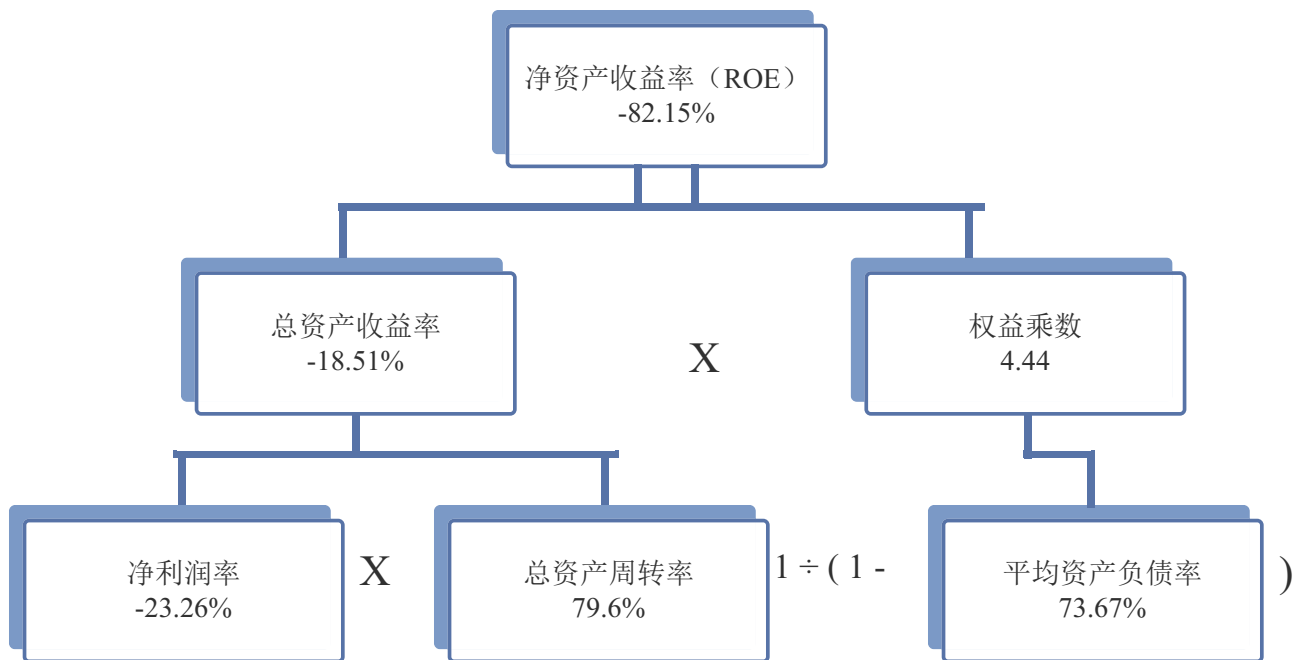 净资产收益率（ROE）
-82.15%
总资产收益率
-18.51%
X
权益乘数
4.44
净利润率
-23.26%
X
总资产周转率
79.6%
1 ÷ ( 1 -
平均资产负债率
73.67%
)